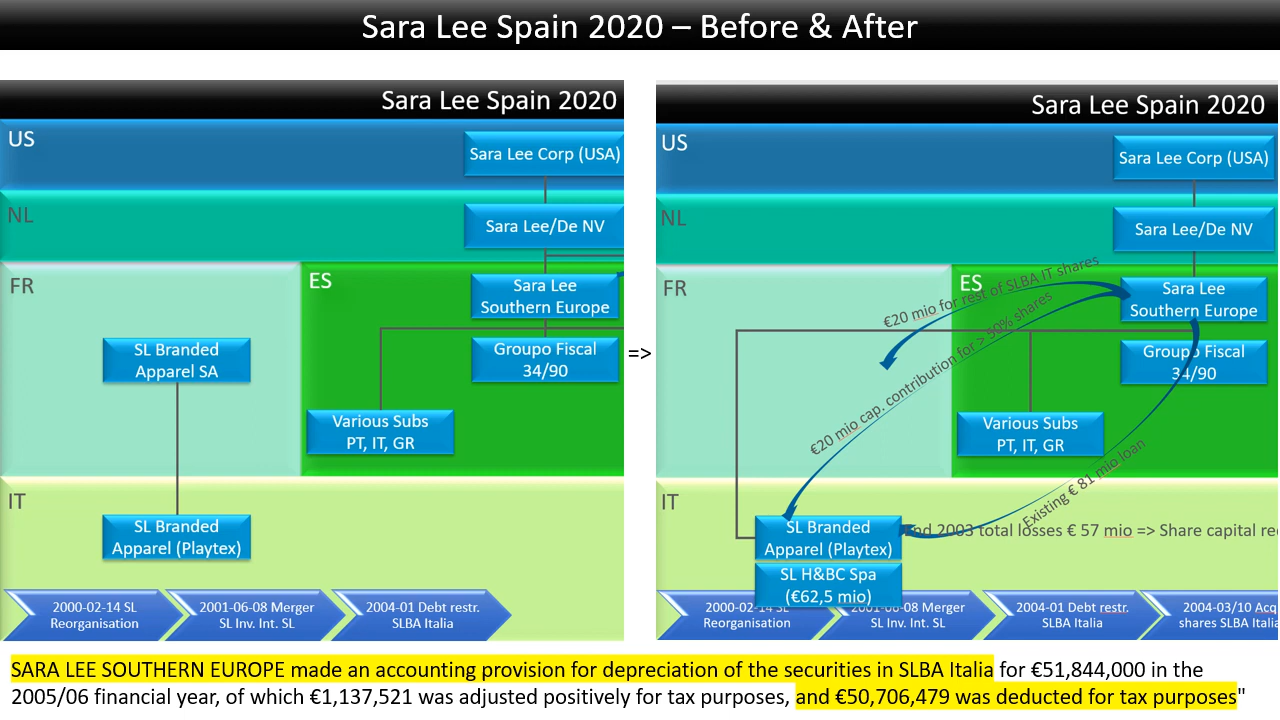 Sara Lee Spain 2020 – Before & After
Sara Lee Spain 2020
US
Sara Lee Corp (USA)
NL
Sara Lee/De NV
FR
ES
Sara Lee
Southern Europe
SL Branded
Apparel SA
Groupo Fiscal
34/90
Various Subs
PT, IT, GR
IT
SL Branded
Apparel (Playtex)
2000-02-14 SL
Reorganisation
2001-06-08 Merger
SL Inv. Int. SL
2004-01 Debt restr.
SLBA Italia
=>
Sara Lee Spain 2020
US
Sara Lee Corp (USA)
NL
Sara Lee/De NV
FR
ES
Sara Lee
Southern Europe
€20 mio for rest of SLBA IT shares
€20 mio cap. contribution for > 50% shares
Groupo Fiscal
34/90
Various Subs
PT, IT, GR
Existing € 81 mio loan
IT
SL Branded
Apparel (Playtex)
2003 total losses € 57 mio => Share capital
SL H&BC Spa
(€62,5 mio)
2000-02-14 SL
Reorganisation
2001-06-08 Merger
SL Inv. Int. SL
2004-01 Debt restr.
SLBA Italia
2004-03/10 Acq
shares SLBA Italia
SARA LEE SOUTHERN EUROPE made an accounting provision for depreciation of the securities in SLBA Italia for €51,844,000 in the
2005/06 financial year, of which €1,137,521 was adjusted positively for tax purposes, and €50,706,479 was deducted for tax purposes"